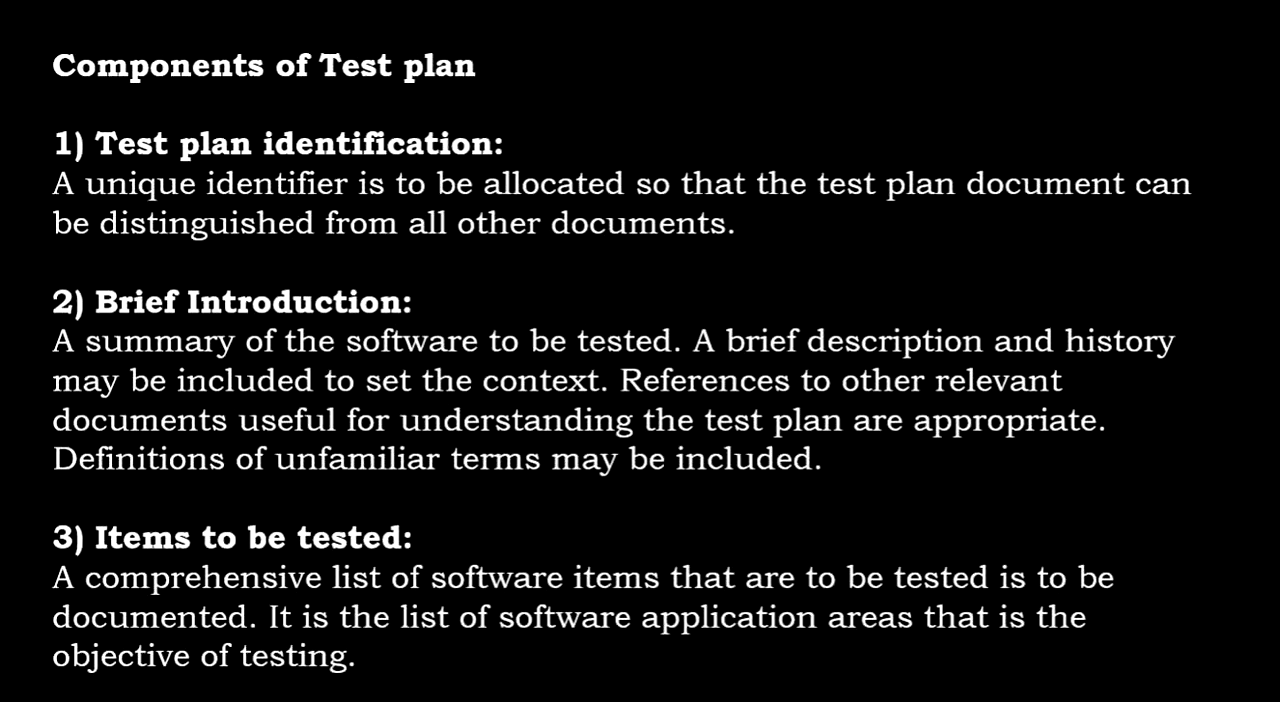 Components of Test plan
1) Test plan identification:
A unique identifier is to be allocated so that the test plan document can
be distinguished from all other documents.
2) Brief Introduction:
A summary of the software to be tested. A brief description and history
may be included to set the context. References to other relevant
documents useful for understanding the test plan are appropriate.
Definitions of unfamiliar terms may be included.
3) Items to be tested:
A comprehensive list of software items that are to be tested is to be
documented. It is the list of software application areas that is the
objective of testing.